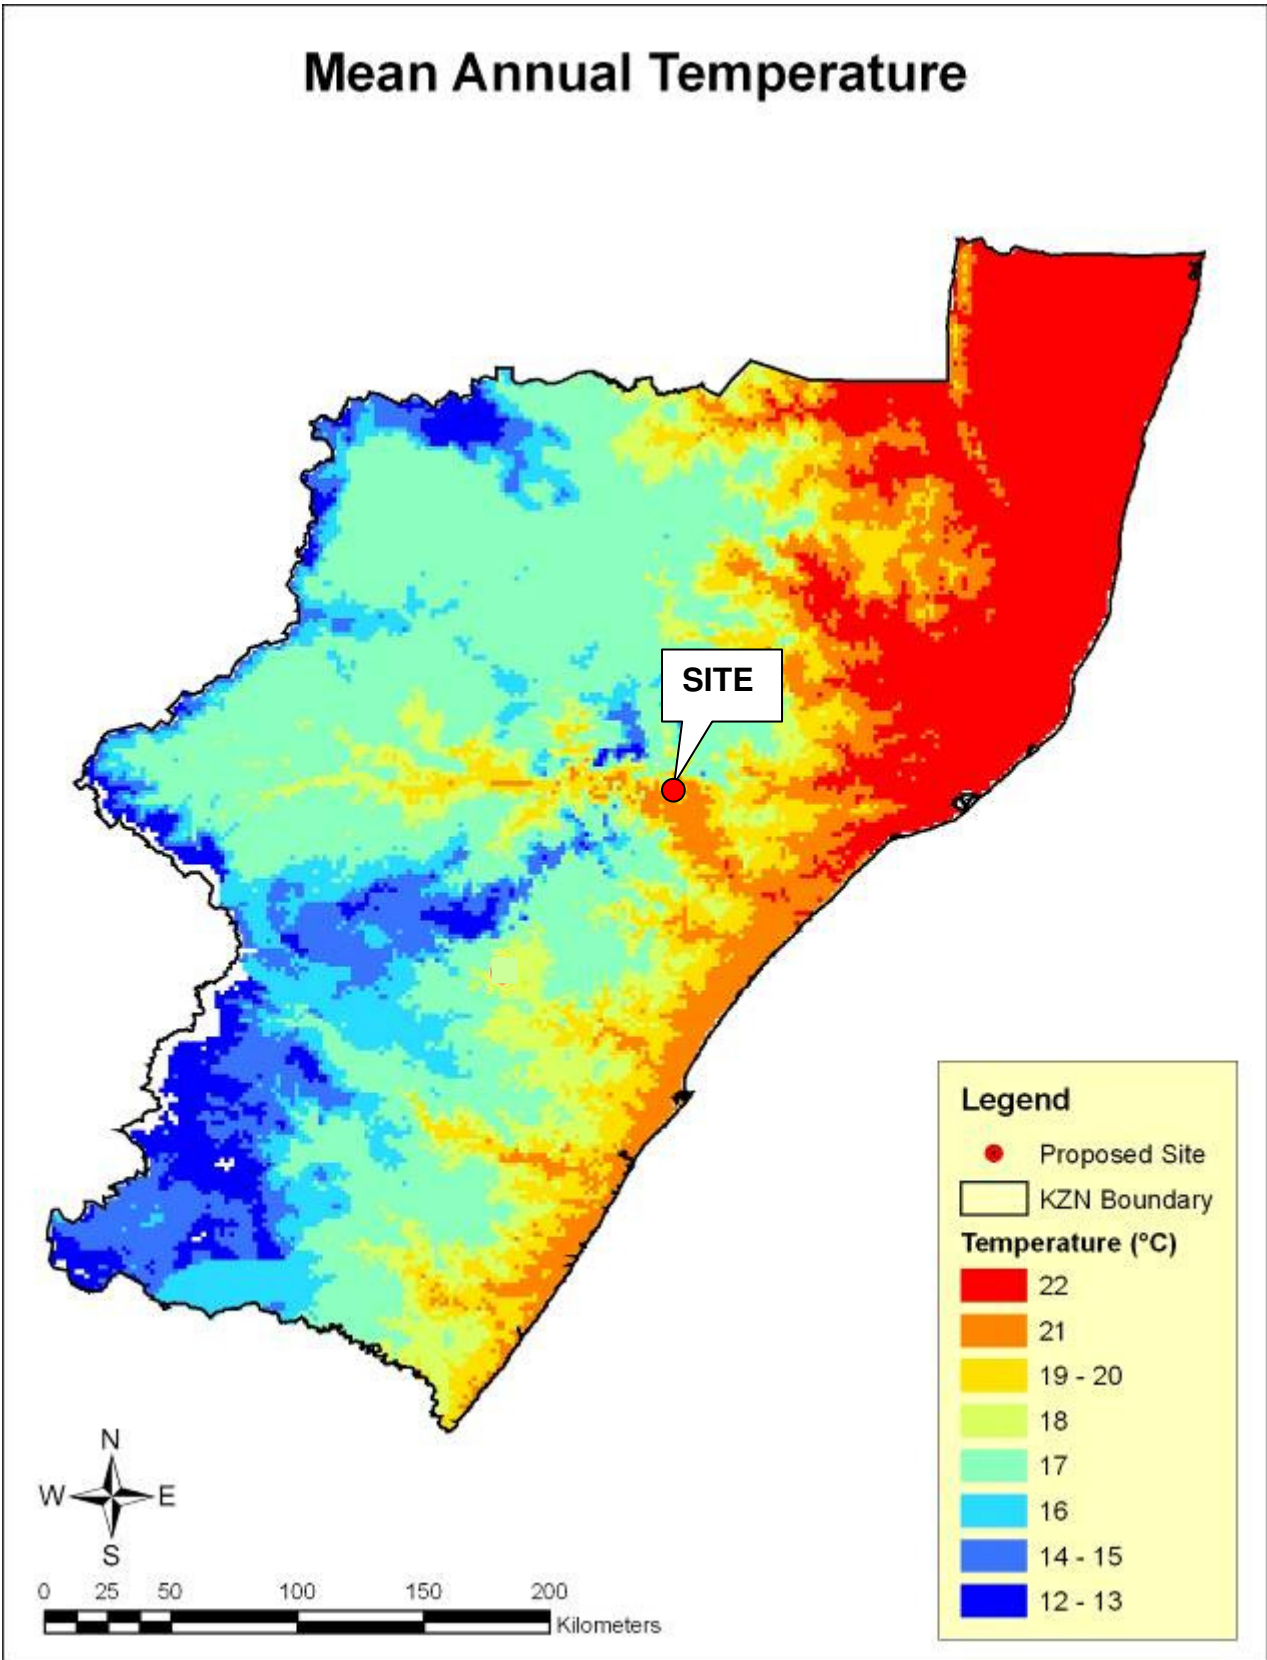 Mean Annual Temperature
SITE
Legend
Proposed Site
KZN Boundary
Temperature (°C)
22
21
19 - 20
18
17
16
14 - 15
12 - 13
N
W E
S
0 25 50 100 150 200
Kilometers